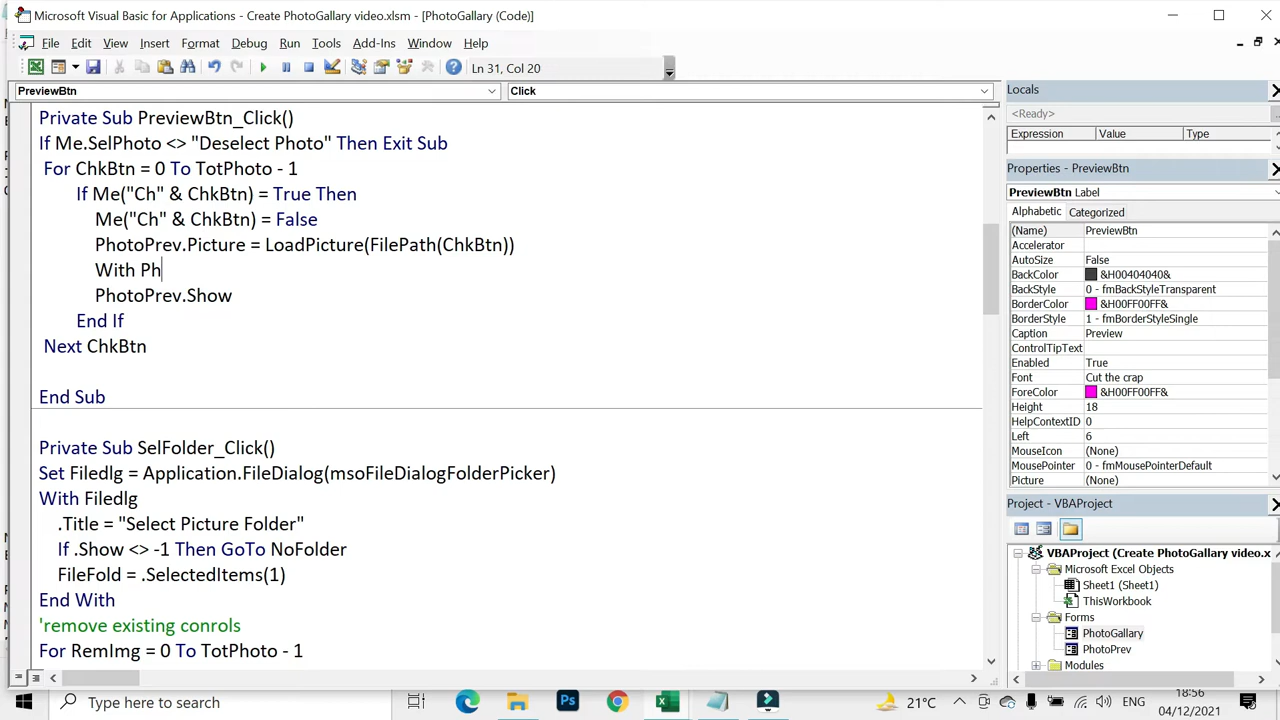 Microsoft Visual Basic for Applications - Create PhotoGallary video.xlsm - [PhotoGallary (Code)]
File Edit View Insert Format Debug Run Tools Add-Ins Window Help
Ln 31, Col 20
PreviewBtn
Click
Private Sub PreviewBtn_Click()
If Me.SelPhoto <> "Deselect Photo" Then Exit Sub
For ChkBtn = 0 To TotPhoto - 1
If Me("Ch" & ChkBtn) = True Then
Me("Ch" & ChkBtn) = False
PhotoPrev.Picture = LoadPicture(FilePath(ChkBtn))
With Ph
PhotoPrev.Show
End If
Next ChkBtn
End Sub
Private Sub SelFolder_Click()
Set Filedlg = Application.FileDialog(msoFileDialogFolderPicker)
With Filedlg
.Title = "Select Picture Folder"
If .Show <> -1 Then GoTo NoFolder
FileFold = .SelectedItems(1)
End With
'remove existing conrols
For RemImg = 0 To TotPhoto - 1
Locals
<Ready>
Expression Value Type
Properties - PreviewBtn
PreviewBtn Label
Alphabetic Categorized
(Name) PreviewBtn
Accelerator
AutoSize False
BackColor &H00404040&
BackStyle 0 - fmBackStyleTransparent
BorderColor &H00FF00FF&
BorderStyle 1 - fmBorderStyleSingle
Caption Preview
ControlTipText
Enabled True
Font Cut the crap
ForeColor &H00FF00FF&
Height 18
HelpContextID 0
Left 6
MouseIcon (None)
MousePointer 0 - fmMousePointerDefault
Picture (None)
Project - VBAProject
VBAProject (Create PhotoGallary video.x
Microsoft Excel Objects
Sheet1 (Sheet1)
ThisWorkbook
Forms
PhotoGallary
PhotoPrev
Modules
Type here to search
Ps
21°C
ENG
18:56
04/12/2021